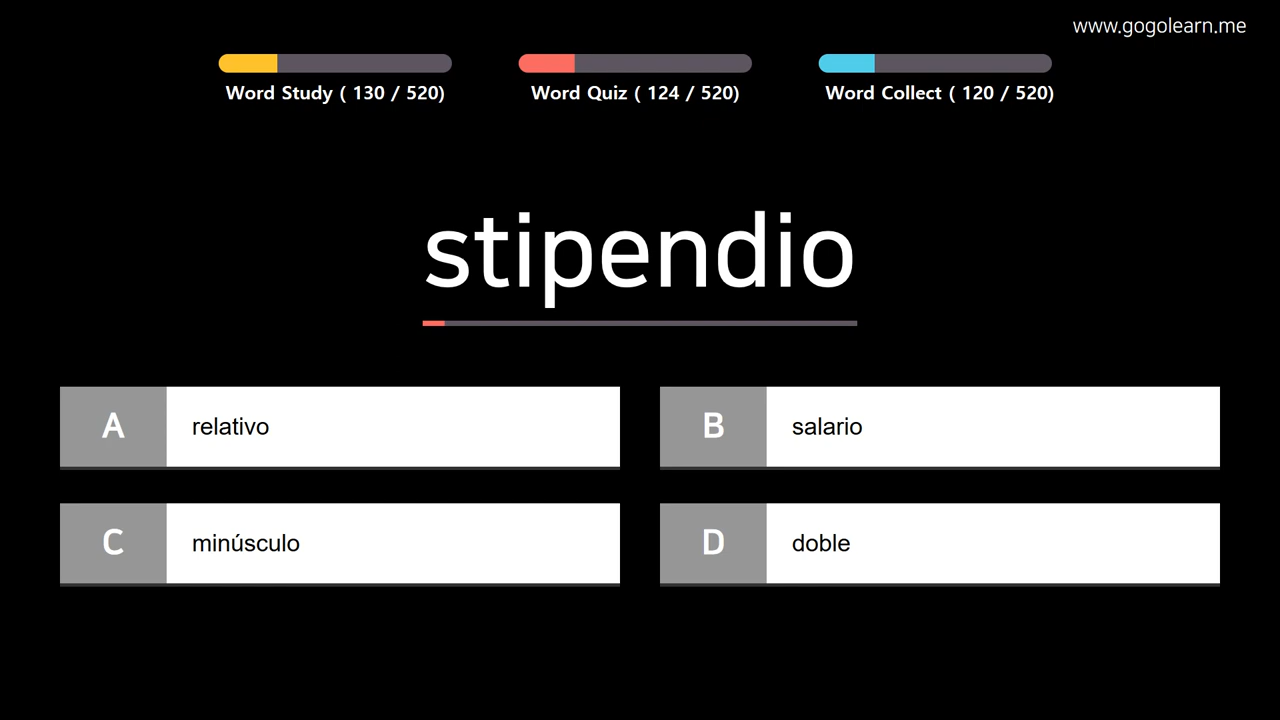 www.gogolearn.me
Word Study ( 130 / 520)
Word Quiz ( 124 / 520)
Word Collect ( 120 / 520)
stipendio
A relativo
B salario
C minúsculo
D doble